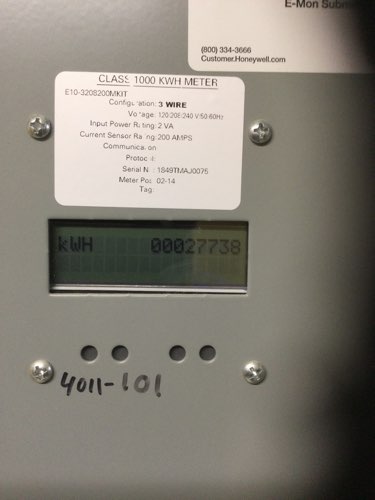 E-Mon Subm
(800) 334-3666
Customer.Honeywell.com
CLASS 1000 KWH METER
E10-3208200MKIT
Configuration: 3 WIRE
Voltage: 120/208-240 V/50-60Hz
Input Power Rating: 2 VA
Current Sensor Rating: 200 AMPS
Communication
Protocol:
Serial N : 1849TMAJ0075
Meter Pos: 02-14
Tag:
kWH 00027738
4011-101